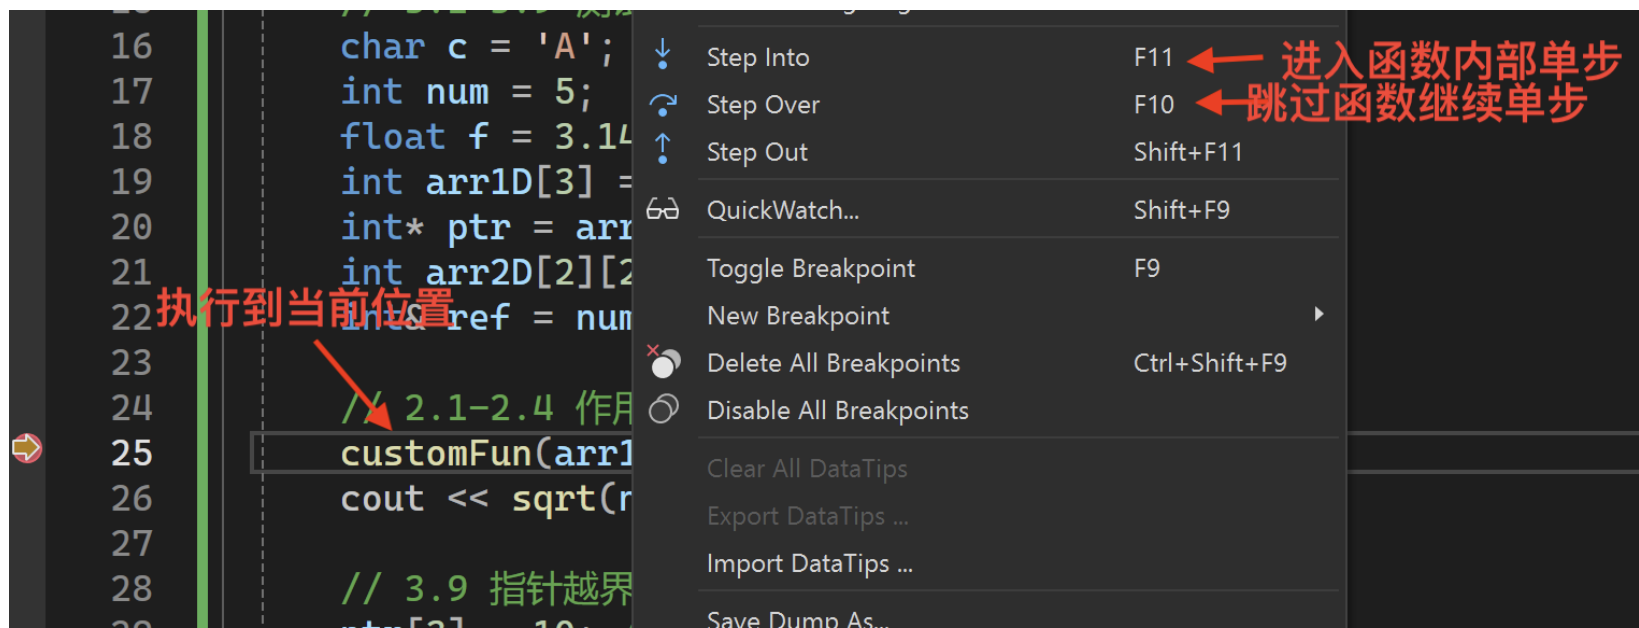 16 char c = 'A';
17 int num = 5;
18 float f = 3.14
19 int arr1D[3] =
20 int* ptr = arr
21 int arr2D[2][2
22 int& ref = num
23
24 // 2.1-2.4 作用
25 customFun(arr1
26 cout << sqrt(n
27
28 // 3.9 指针越界
执行到当前位置
Step Into F11
进入函数内部单步
Step Over F10
跳过函数继续单步
Step Out Shift+F11
QuickWatch... Shift+F9
Toggle Breakpoint F9
New Breakpoint
Delete All Breakpoints Ctrl+Shift+F9
Disable All Breakpoints
Clear All DataTips
Export DataTips ...
Import DataTips ...
Save Dump As...